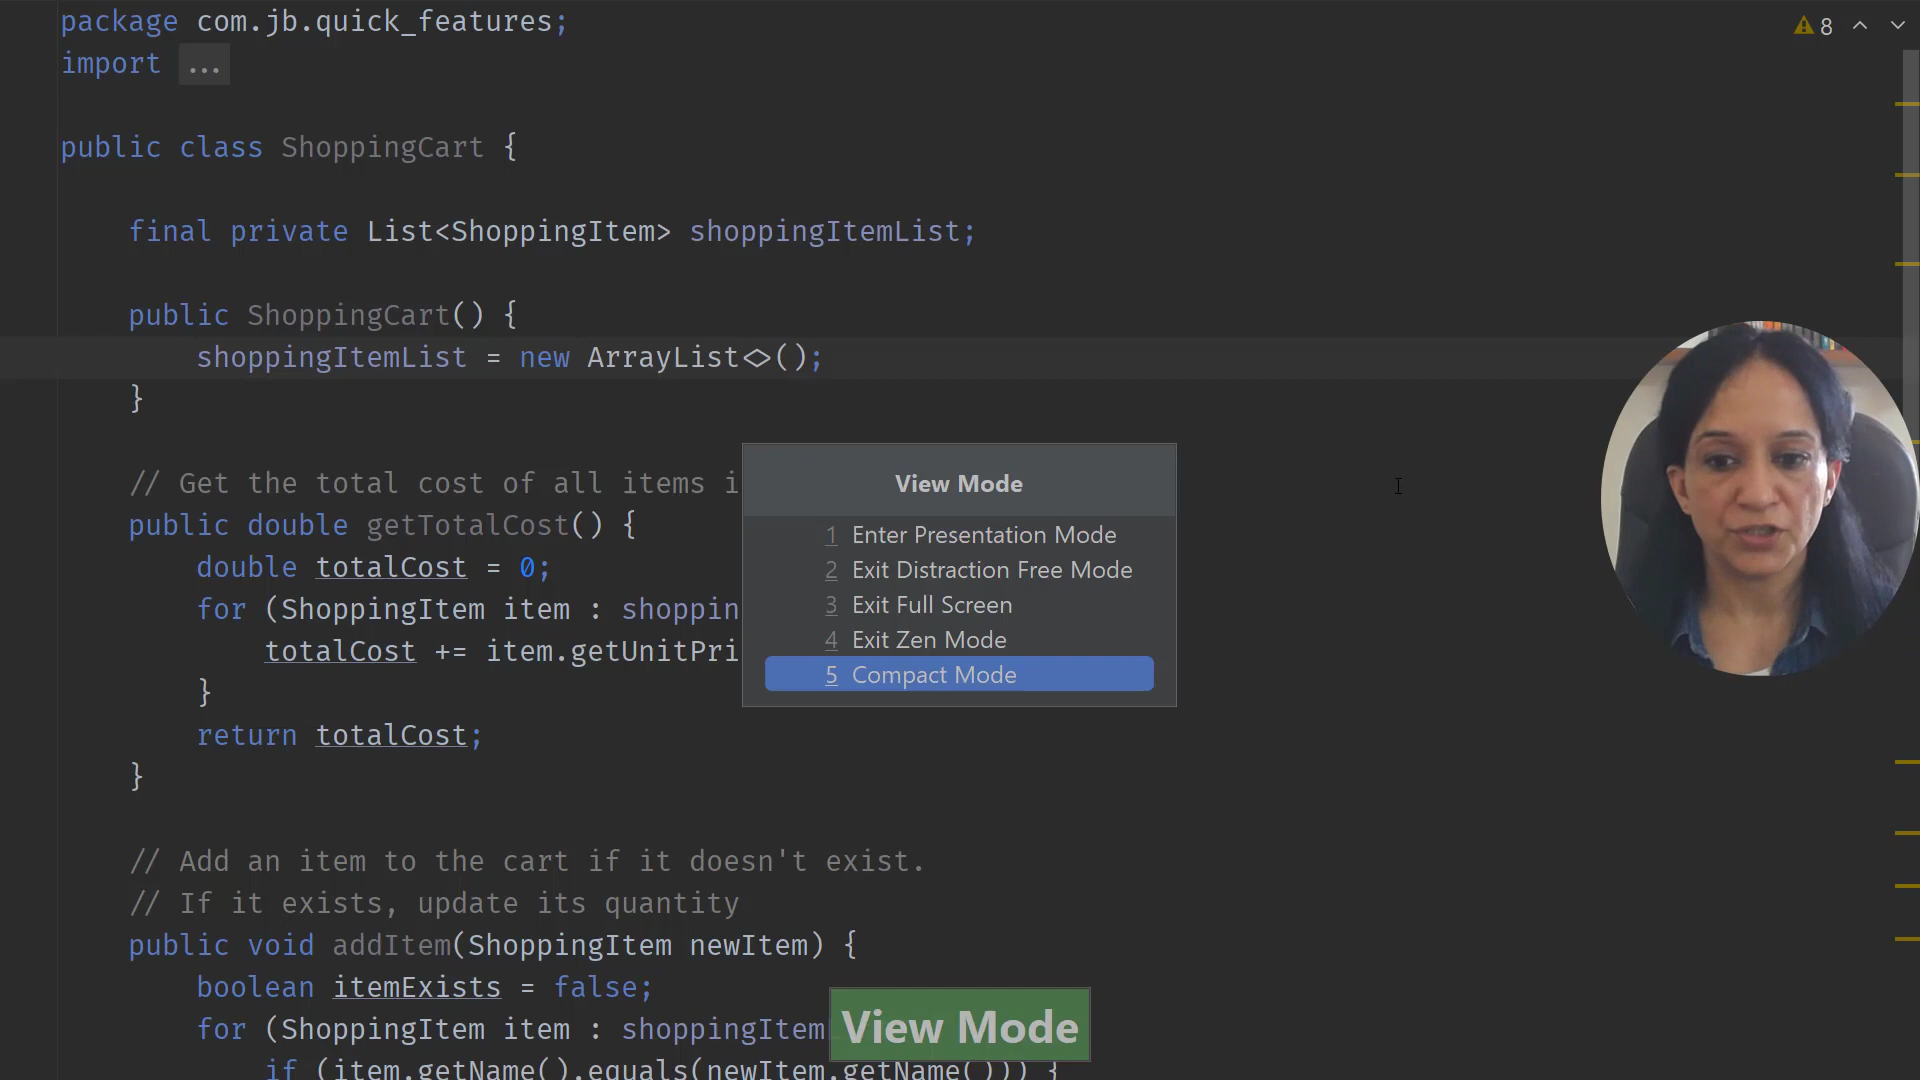 package com.jb.quick_features;
8
import ...
public class ShoppingCart {
final private List<ShoppingItem> shoppingItemList;
public ShoppingCart() {
shoppingItemList = new ArrayList<>();
}
// Get the total cost of all items i
public double getTotalCost() {
double totalCost = 0;
for (ShoppingItem item : shoppin
totalCost += item.getUnitPri
}
return totalCost;
}
View Mode
1 Enter Presentation Mode
2 Exit Distraction Free Mode
3 Exit Full Screen
4 Exit Zen Mode
5 Compact Mode
// Add an item to the cart if it doesn't exist.
// If it exists, update its quantity
public void addItem(ShoppingItem newItem) {
boolean itemExists = false;
for (ShoppingItem item : shoppingItem
if (item.getName().equals(newItem.getName())) {
View Mode